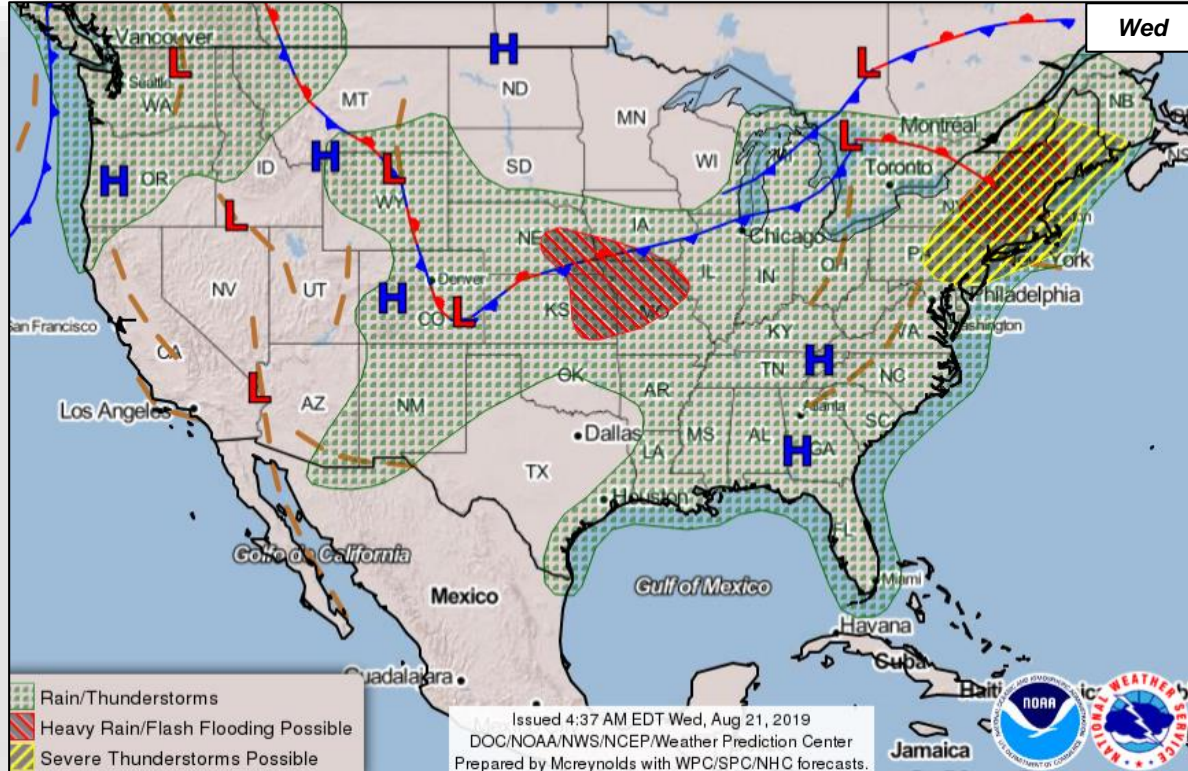 Wed
Vancouver
L
Seattle
WA
H
MT
ND
MN
L
NB
Montréal
L
Toronto
WI
MI
H
OR
ID
H
L
WY
SD
L
NE
IA
Chicago
IL
IN
OH
PA
NY
York
Philadelphia
Washington
NV
UT
H
Denver
CO
L
KS
MO
KY
VA
San Francisco
CA
H
TN
NC
L
Los Angeles
AZ
NM
OK
AR
Atlanta
SC
Dallas
MS
AL
H
GA
LA
TX
Houston
FL
Miami
Golfo de California
Gulf of Mexico
Mexico
Havana
Cuba
Guadalajara
Haiti
Jamaica
Rain/Thunderstorms
Heavy Rain/Flash Flooding Possible
Severe Thunderstorms Possible
Issued 4:37 AM EDT Wed, Aug 21, 2019
DOC/NOAA/NWS/NCEP/Weather Prediction Center
Prepared by Mcreynolds with WPC/SPC/NHC forecasts.
NOAA
NATIONAL WEATHER SERVICE